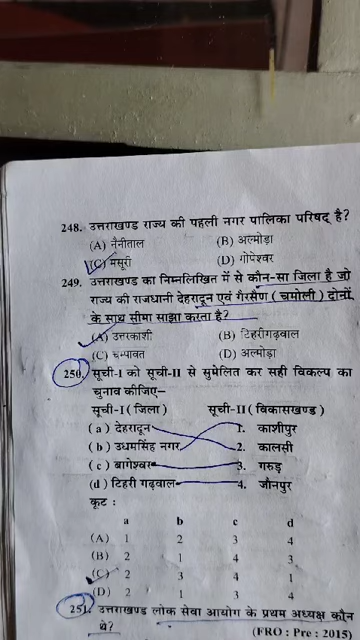 248. उत्तराखण्ड राज्य की पहली नगर पालिका परिषद् है?
(A) नैनीताल (B) अल्मोड़ा
(C) मसूरी (D) गोपेश्वर
249. उत्तराखण्ड का निम्नलिखित में से कौन-सा जिला है जो
राज्य की राजधानी देहरादून एवं गैरसैंण ( चमोली ) दोनों
के साथ सीमा साझा करता है?
(A) उत्तरकाशी (B) टिहरीगढ़वाल
(C) चम्पावत (D) अल्मोड़ा
250. सूची-I को सूची-II से सुमेलित कर सही विकल्प का
चुनाव कीजिए–
सूची-I ( जिला ) सूची-II ( विकासखण्ड )
(a) देहरादून 1. काशीपुर
(b) उधमसिंह नगर 2. कालसी
(c) बागेश्वर 3. गरुड़
(d) टिहरी गढ़वाल 4. जौनपुर
कूट :
a b c d
(A) 1 2 3 4
(B) 2 1 4 3
(C) 2 3 4 1
(D) 2 1 3 4
251. उत्तराखण्ड लोक सेवा आयोग के प्रथम अध्यक्ष कौन
थे? (FRO : Pre : 2015)